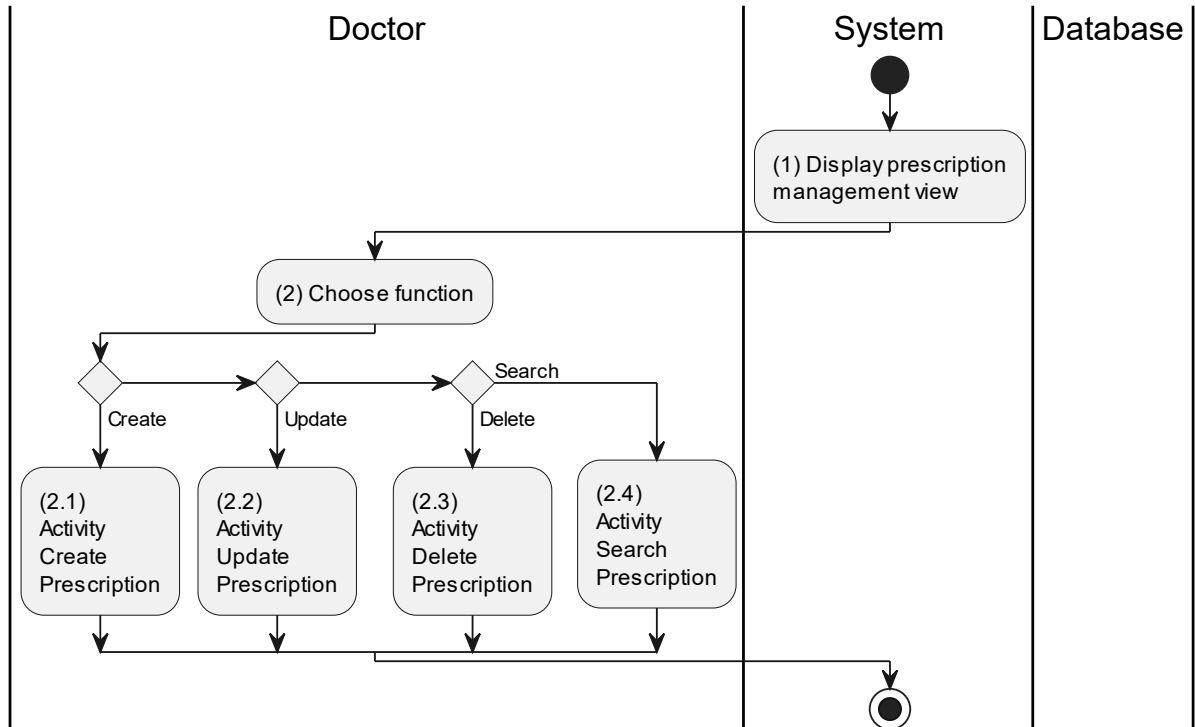 Doctor
System
Database
(1) Display prescription
management view
(2) Choose function
Search
Create
Update
Delete
(2.1)
Activity
Create
Prescription
(2.2)
Activity
Update
Prescription
(2.3)
Activity
Delete
Prescription
(2.4)
Activity
Search
Prescription